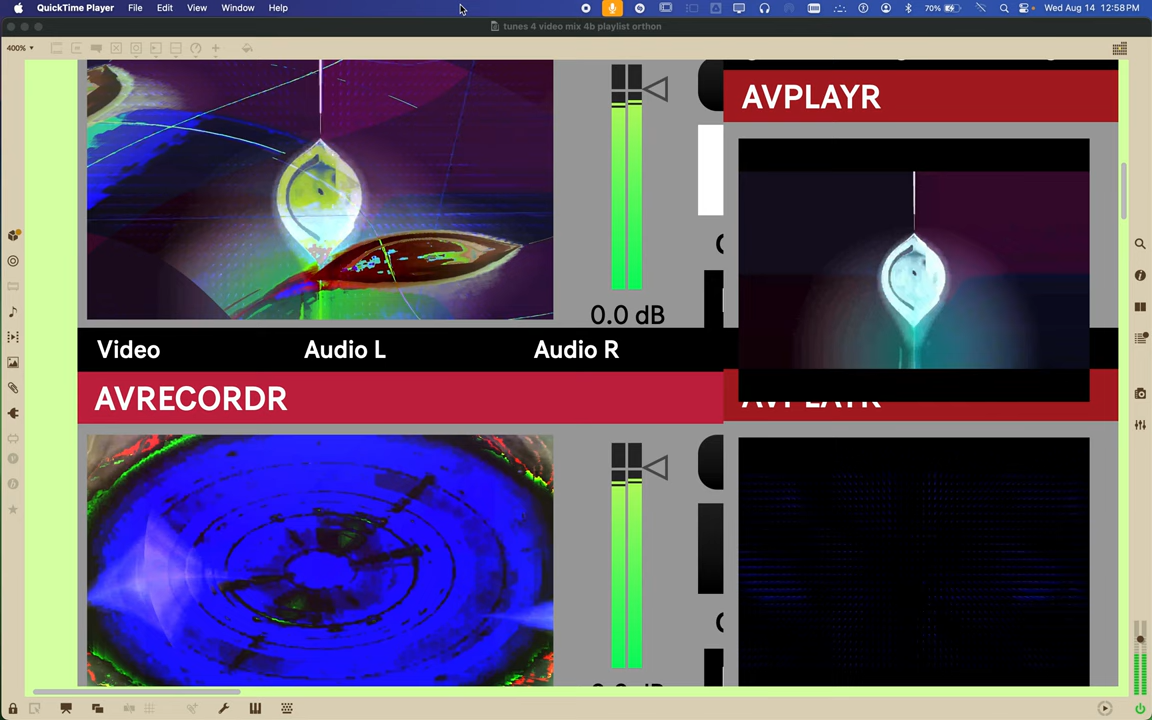 QuickTime Player File Edit View Window Help 70% Wed Aug 14 12:58 PM
tunes 4 video mix 4b playlist orthon
400%
AVPLAYR
0.0 dB
Video Audio L Audio R
AVRECORDR